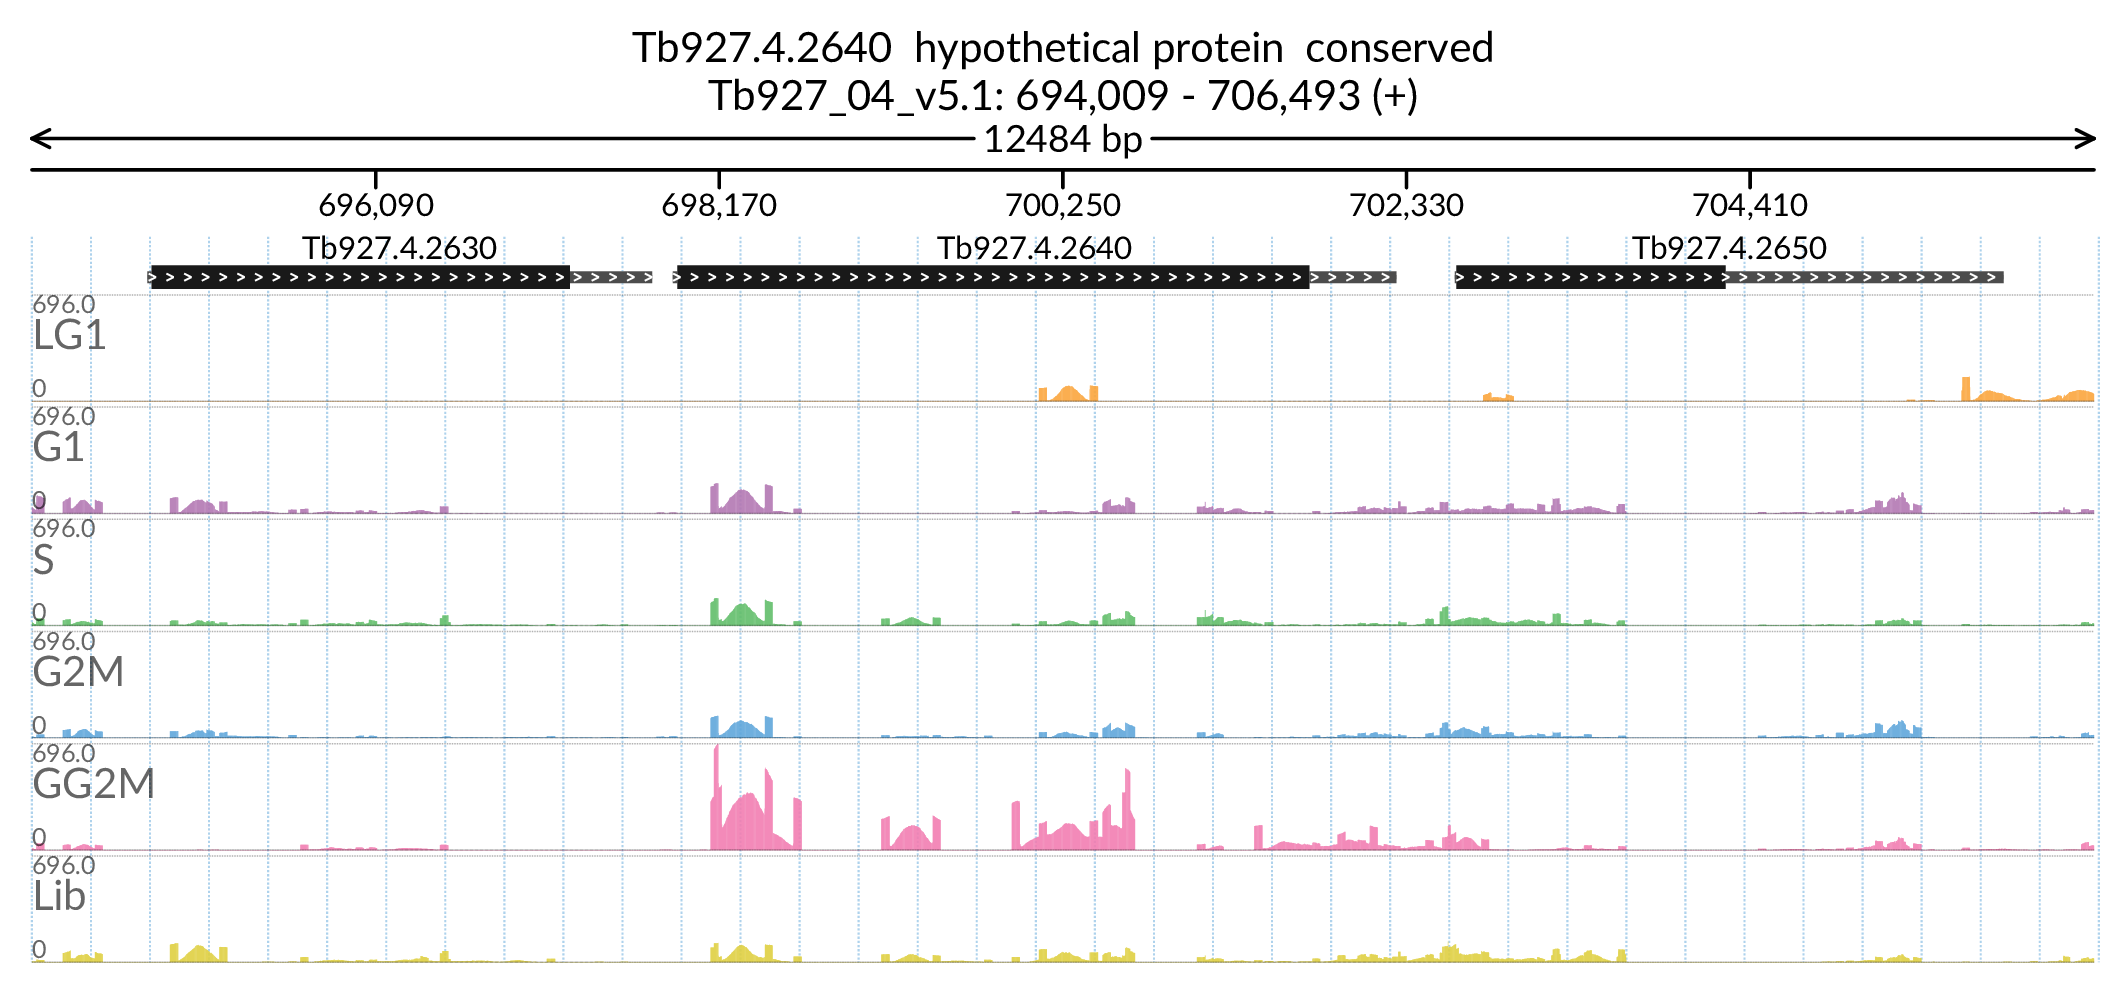 Tb927.4.2640  hypothetical protein  conserved
Tb927_04_v5.1: 694,009 - 706,493 (+)
12484 bp
696,090 698,170 700,250 702,330 704,410
Tb927.4.2630 Tb927.4.2640 Tb927.4.2650
696.0
LG1
0
696.0
G1
0
696.0
S
0
696.0
G2M
0
696.0
GG2M
0
696.0
Lib
0